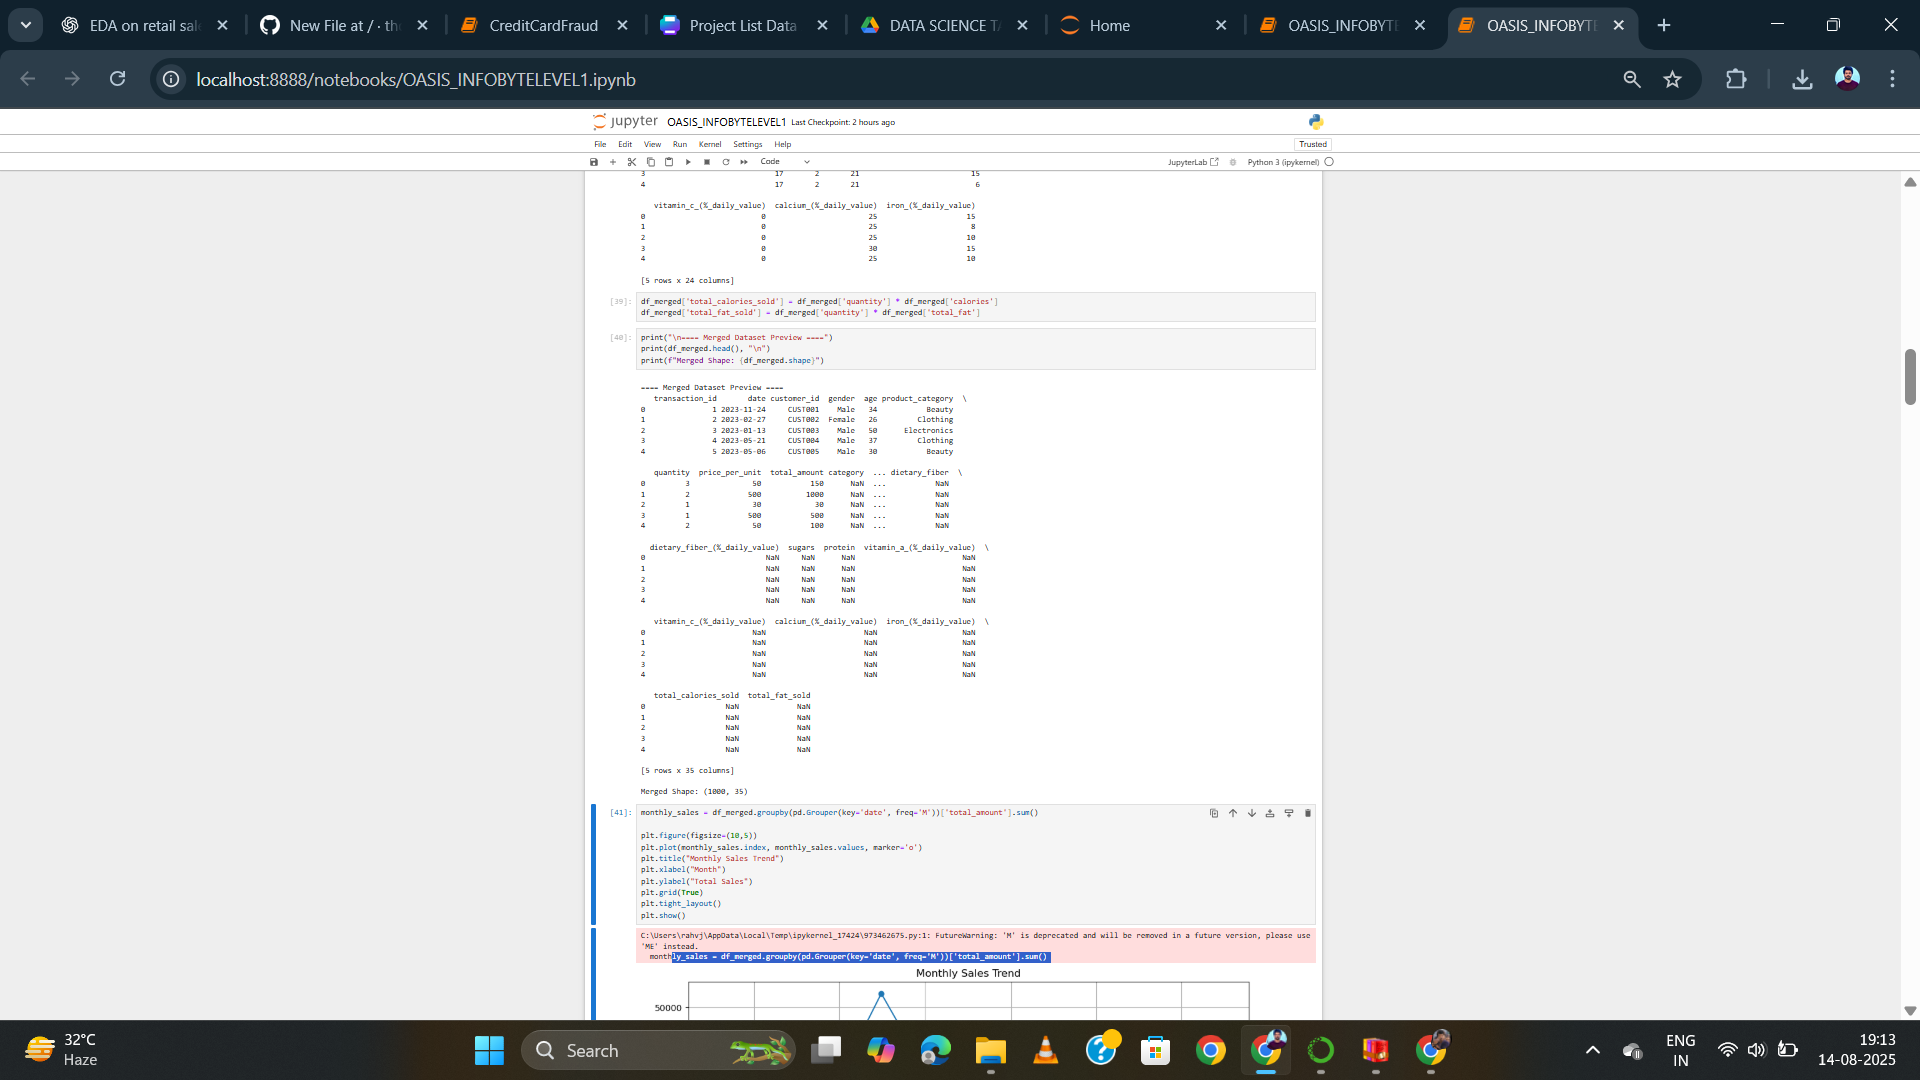 EDA on retail sal
New File at / · th
CreditCardFraud
Project List Data
DATA SCIENCE TA
Home
OASIS_INFOBYTE
OASIS_INFOBYTE
localhost:8888/notebooks/OASIS_INFOBYTELEVEL1.ipynb
jupyter OASIS_INFOBYTELEVEL1 Last Checkpoint: 2 hours ago
File Edit View Run Kernel Settings Help Trusted
Code JupyterLab Python 3 (ipykernel)
3 17 2 21 15
4 17 2 21 6
vitamin_c_(%_daily_value) calcium_(%_daily_value) iron_(%_daily_value)
0 0 25 15
1 0 25 8
2 0 25 10
3 0 30 15
4 0 25 10
[5 rows x 24 columns]
[39]: df_merged['total_calories_sold'] = df_merged['quantity'] * df_merged['calories']
df_merged['total_fat_sold'] = df_merged['quantity'] * df_merged['total_fat']
[40]: print("\n==== Merged Dataset Preview ====")
print(df_merged.head(), "\n")
print(f"Merged Shape: {df_merged.shape}")
==== Merged Dataset Preview ====
transaction_id date customer_id gender age product_category \
0 1 2023-11-24 CUST001 Male 34 Beauty
1 2 2023-02-27 CUST002 Female 26 Clothing
2 3 2023-01-13 CUST003 Male 50 Electronics
3 4 2023-05-21 CUST004 Male 37 Clothing
4 5 2023-05-06 CUST005 Male 30 Beauty
quantity price_per_unit total_amount category ... dietary_fiber \
0 3 50 150 NaN ... NaN
1 2 500 1000 NaN ... NaN
2 1 30 30 NaN ... NaN
3 1 500 500 NaN ... NaN
4 2 50 100 NaN ... NaN
dietary_fiber_(%_daily_value) sugars protein vitamin_a_(%_daily_value) \
0 NaN NaN NaN NaN
1 NaN NaN NaN NaN
2 NaN NaN NaN NaN
3 NaN NaN NaN NaN
4 NaN NaN NaN NaN
vitamin_c_(%_daily_value) calcium_(%_daily_value) iron_(%_daily_value) \
0 NaN NaN NaN
1 NaN NaN NaN
2 NaN NaN NaN
3 NaN NaN NaN
4 NaN NaN NaN
total_calories_sold total_fat_sold
0 NaN NaN
1 NaN NaN
2 NaN NaN
3 NaN NaN
4 NaN NaN
[5 rows x 35 columns]
Merged Shape: (1000, 35)
[41]: monthly_sales = df_merged.groupby(pd.Grouper(key='date', freq='M'))['total_amount'].sum()
plt.figure(figsize=(10,5))
plt.plot(monthly_sales.index, monthly_sales.values, marker='o')
plt.title("Monthly Sales Trend")
plt.xlabel("Month")
plt.ylabel("Total Sales")
plt.grid(True)
plt.tight_layout()
plt.show()
C:\Users\rahvj\AppData\Local\Temp\ipykernel_17424\973462675.py:1: FutureWarning: 'M' is deprecated and will be removed in a future version, please use
'ME' instead.
monthly_sales = df_merged.groupby(pd.Grouper(key='date', freq='M'))['total_amount'].sum()
Monthly Sales Trend
50000
32°C
Haze
Search
ENG
IN
19:13
14-08-2025